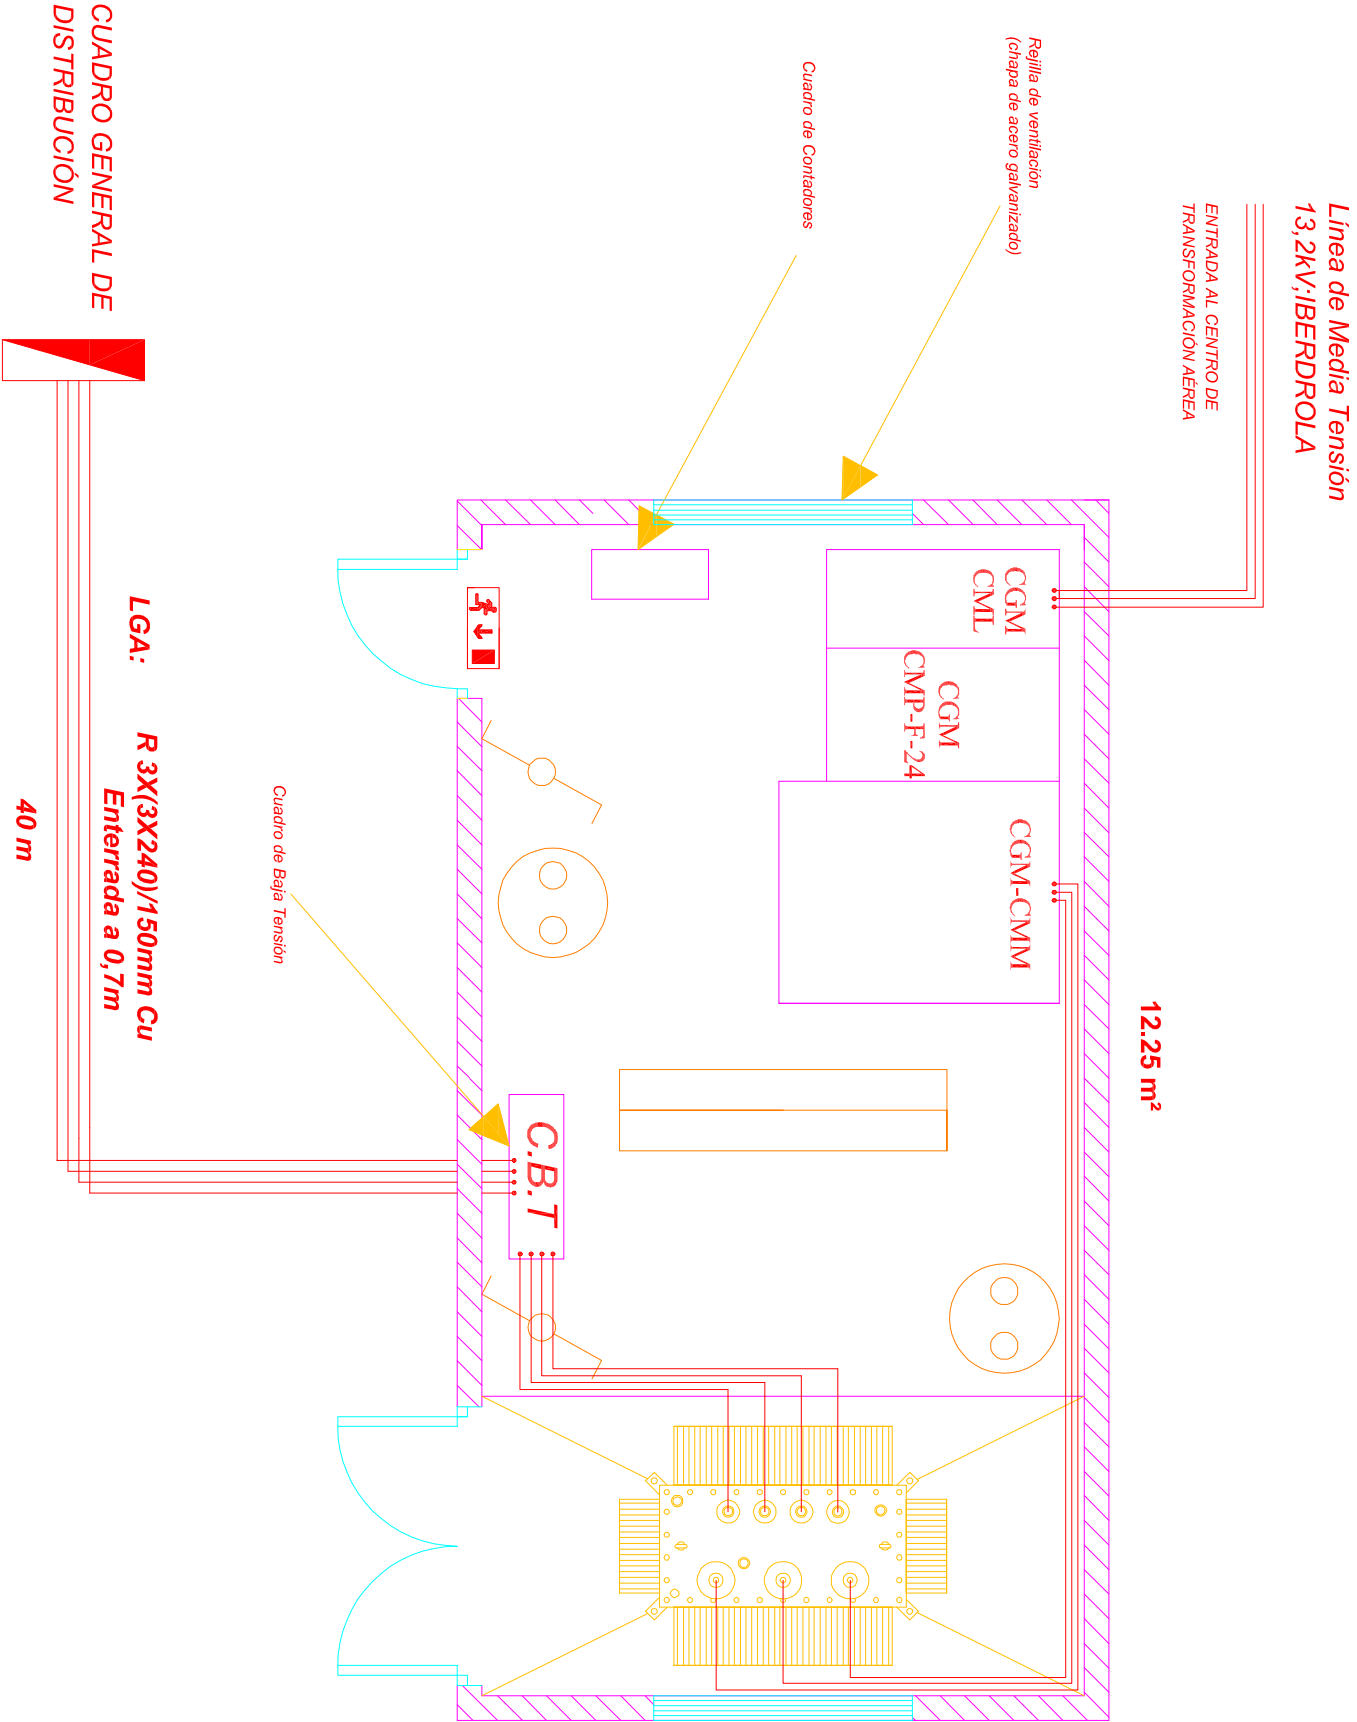 Línea de Media Tensión
13,2kV;IBERDROLA
ENTRADA AL CENTRO DE
TRANSFORMACIÓN AÉREA
Rejilla de ventilación
(chapa de acero galvanizado)
Cuadro de Contadores
CUADRO GENERAL DE
DISTRIBUCIÓN
12.25 m²
CGM
CML
CGM
CMP-F-24
CGM-CMM
C.B.T
Cuadro de Baja Tensión
LGA:
R 3X(3X240)/150mm Cu
Enterrada a 0,7m
40 m